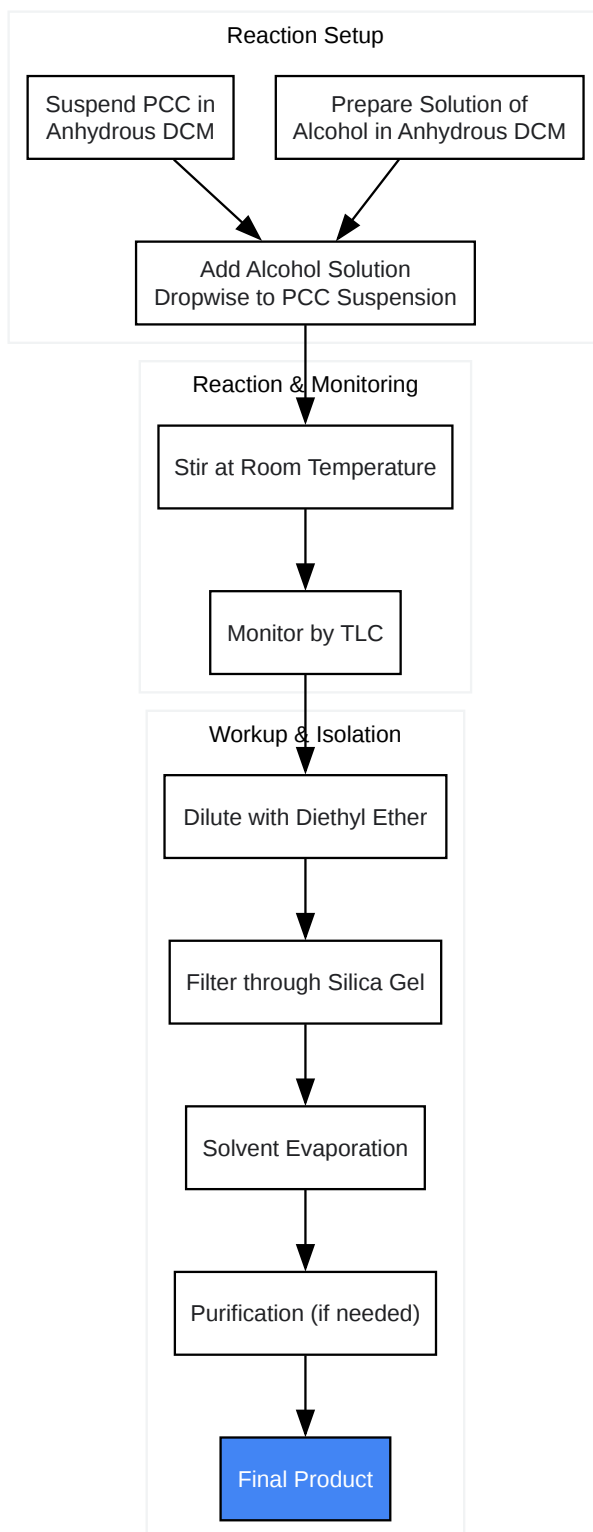 Reaction Setup
Suspend PCC in
Anhydrous DCM
Prepare Solution of
Alcohol in Anhydrous DCM
Add Alcohol Solution
Dropwise to PCC Suspension
Reaction & Monitoring
Stir at Room Temperature
Monitor by TLC
Workup & Isolation
Dilute with Diethyl Ether
Filter through Silica Gel
Solvent Evaporation
Purification (if needed)
Final Product